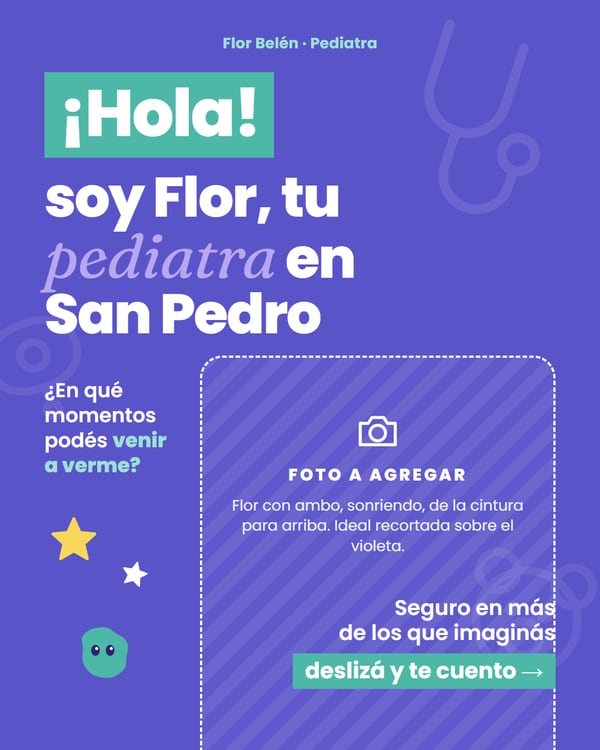 Flor Belén · Pediatra
¡Hola!
soy Flor, tu
pediatra en
San Pedro
¿En qué
momentos
podés venir
a verme?
FOTO A AGREGAR
Flor con ambo, sonriendo, de la cintura
para arriba. Ideal recortada sobre el
violeta.
Seguro en más
de los que imaginás
deslizá y te cuento →